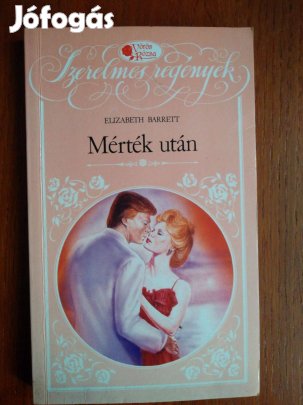 Jófogás
Vörös
Rózsa
Szerelmes regények
ELIZABETH BARRETT
Mérték után